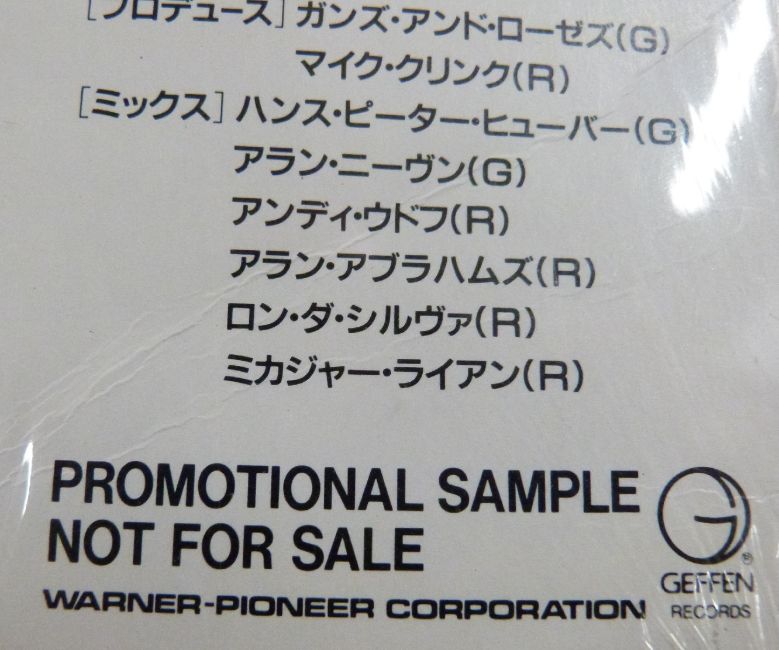 [プロデュース] ガンズ・アンド・ローゼズ(G)
マイク・クリンク(R)
[ミックス] ハンス・ピーター・ヒューバー(G)
アラン・ニーヴン(G)
アンディ・ウドフ(R)
アラン・アブラハムズ(R)
ロン・ダ・シルヴァ(R)
ミカジャー・ライアン(R)
PROMOTIONAL SAMPLE
NOT FOR SALE
WARNER-PIONEER CORPORATION
G
®
GEFFEN
RECORDS